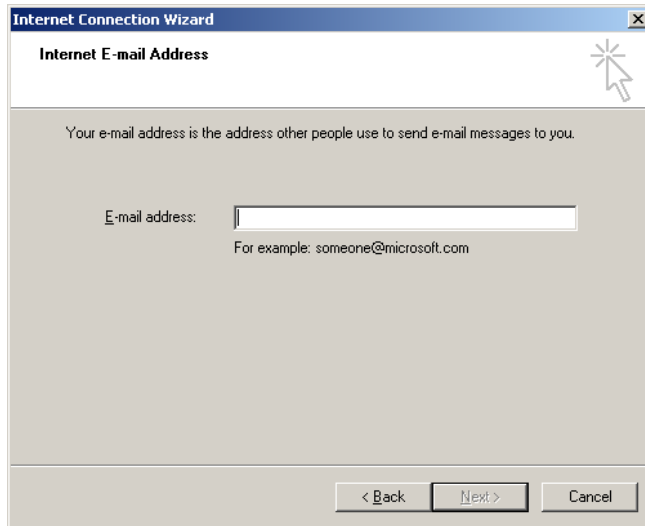 Internet Connection Wizard
Internet E-mail Address
Your e-mail address is the address other people use to send e-mail messages to you.
E-mail address:
For example: someone@microsoft.com
< Back Next > Cancel